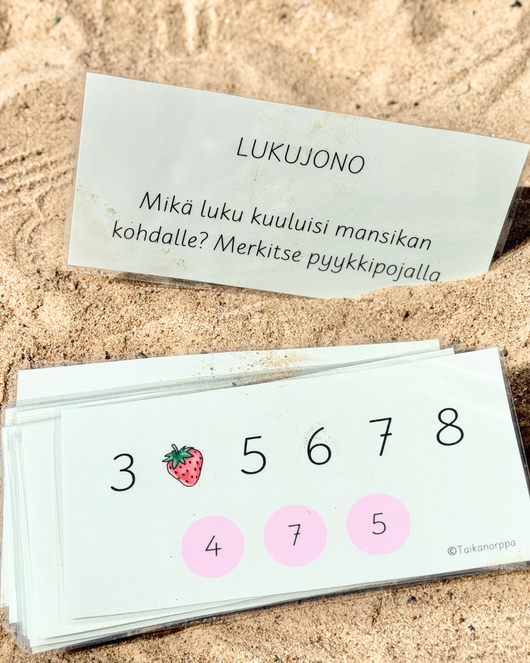 LUKUJONO
Mikä luku kuuluisi mansikan
kohdalle? Merkitse pyykkipojalla
3 5 6 7 8
4 7 5
©Taikanorppa